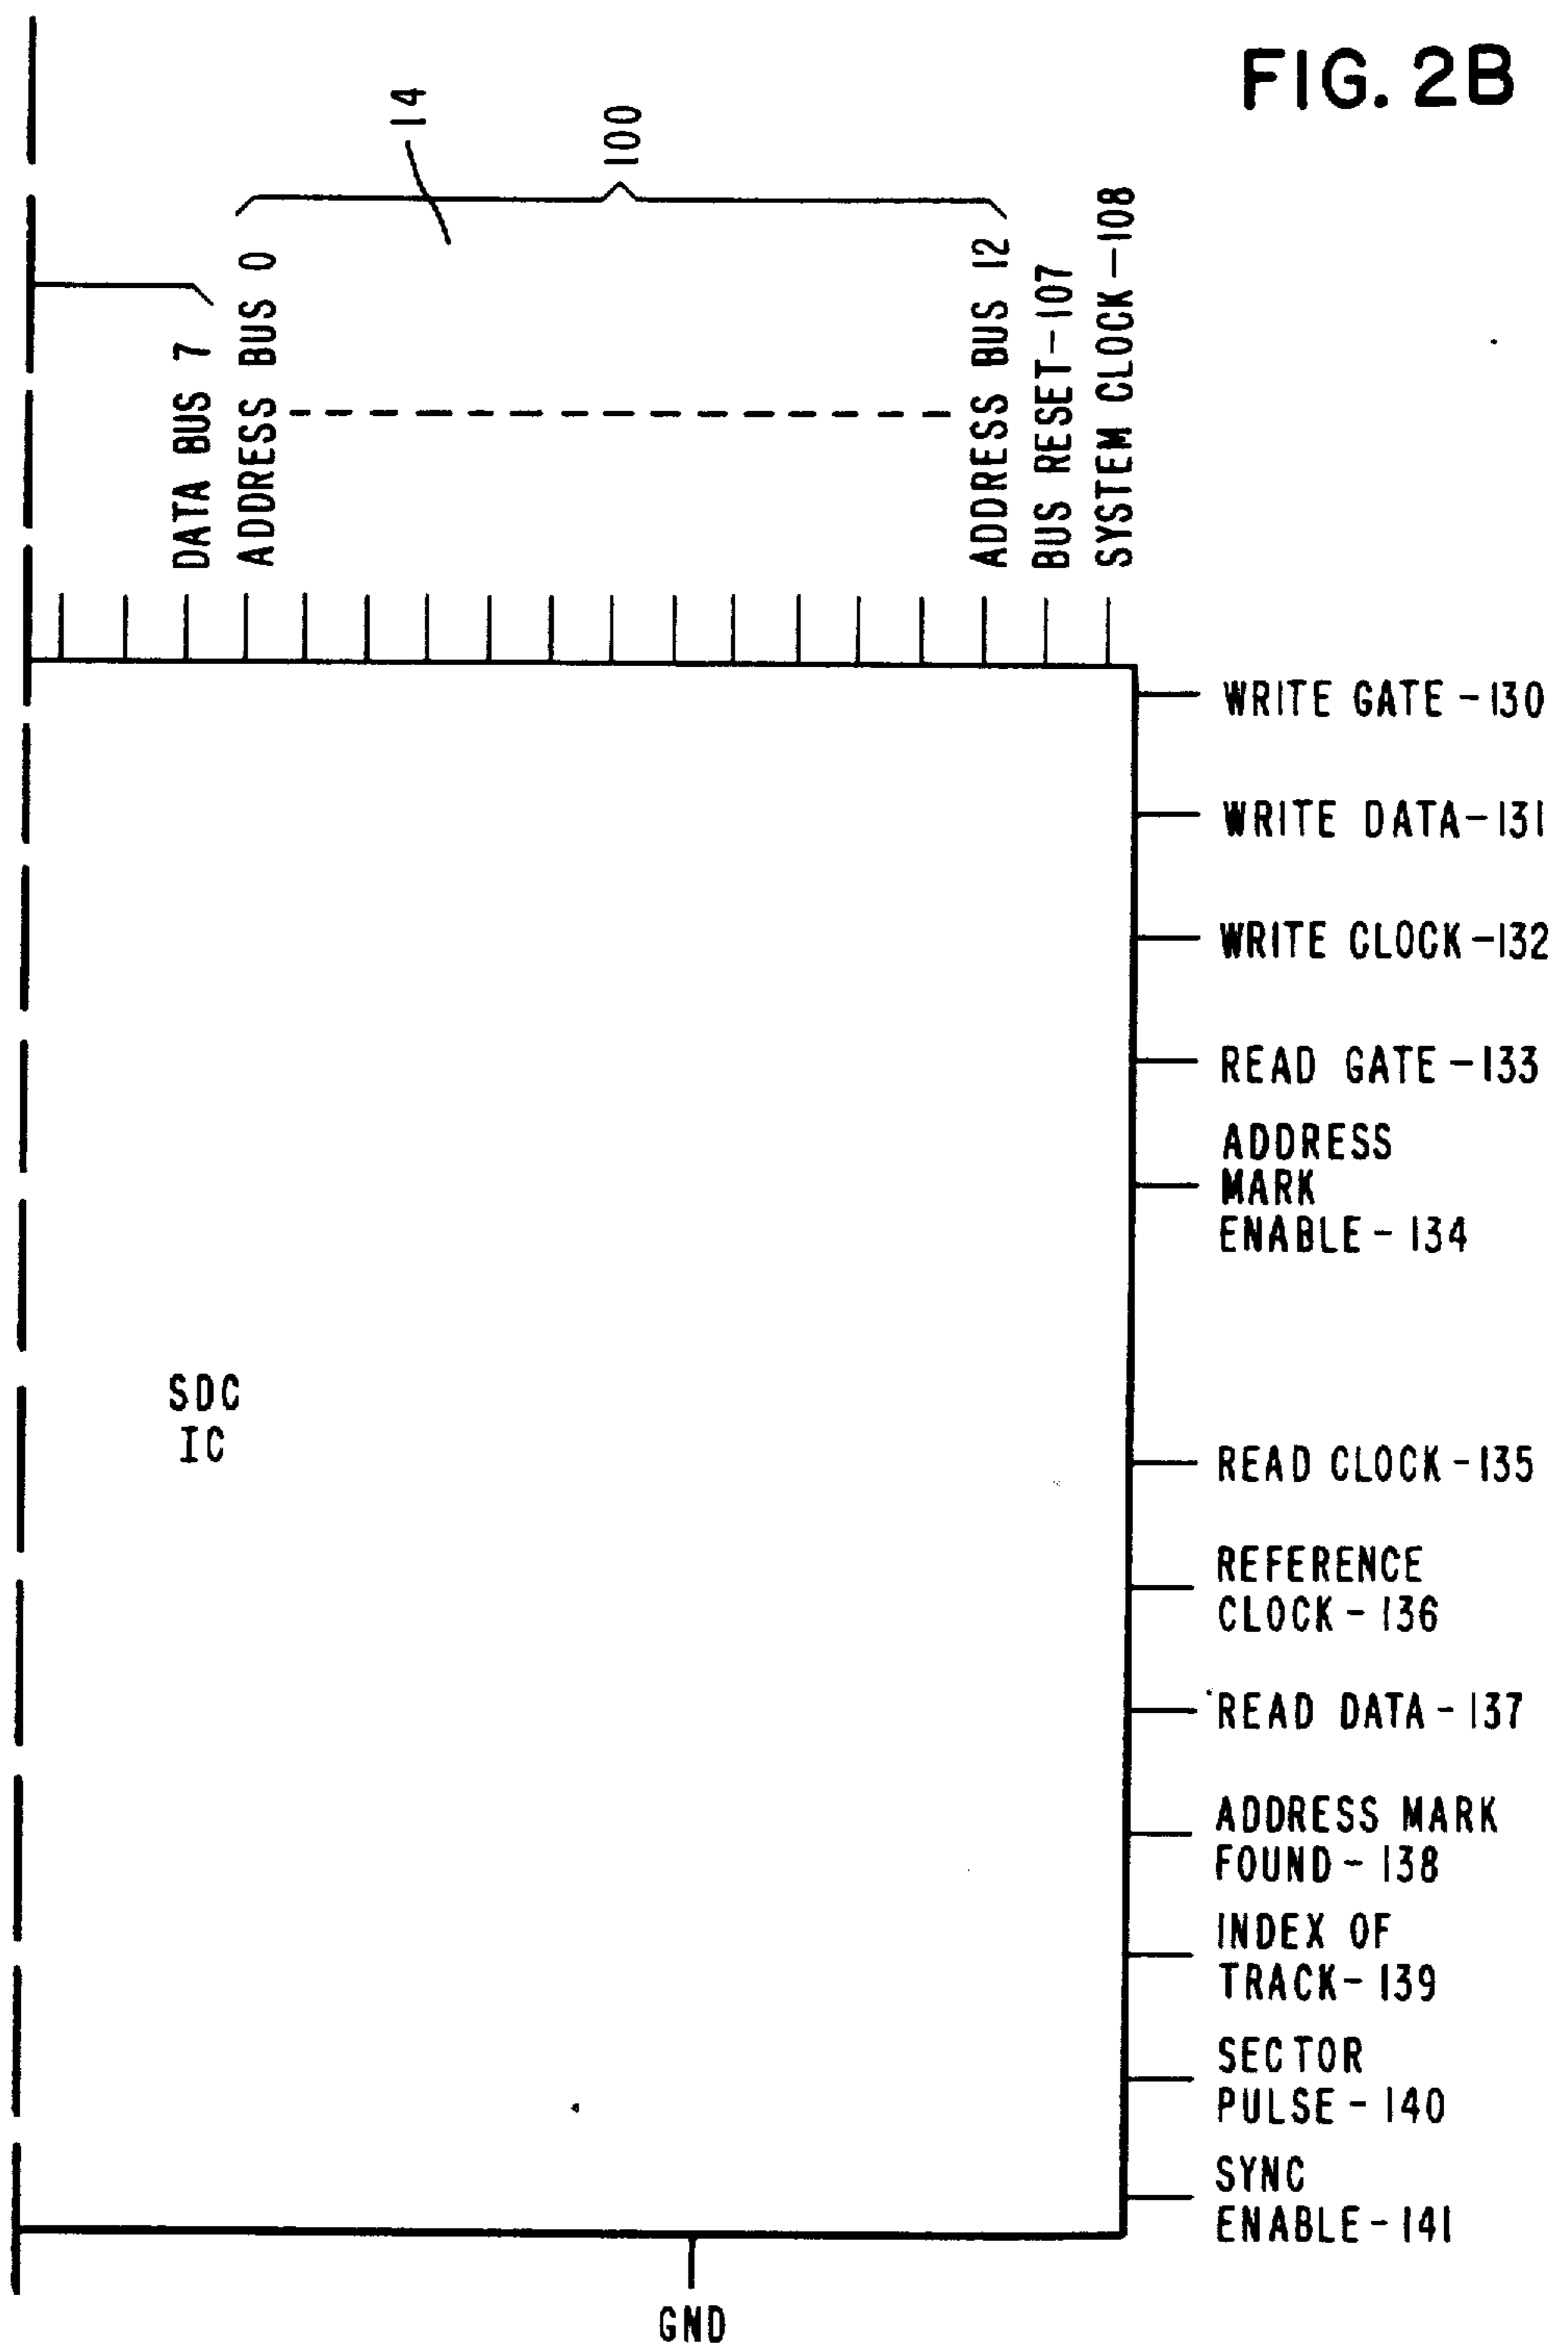 FIG. 2B
14
100
DATA BUS 7
ADDRESS BUS 0
ADDRESS BUS 12
BUS RESET-107
SYSTEM CLOCK-108
WRITE GATE-130
WRITE DATA-131
WRITE CLOCK-132
READ GATE-133
ADDRESS
MARK
ENABLE-134
SDC
IC
READ CLOCK-135
REFERENCE
CLOCK-136
READ DATA-137
ADDRESS MARK
FOUND-138
INDEX OF
TRACK-139
SECTOR
PULSE-140
SYNC
ENABLE-141
GND